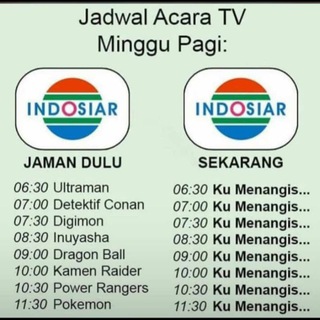 Jadwal Acara TV
Minggu Pagi:
INDOSIAR
INDOSIAR
JAMAN DULU
SEKARANG
06:30 Ultraman
07:00 Detektif Conan
07:30 Digimon
08:30 Inuyasha
09:00 Dragon Ball
10:00 Kamen Raider
10:30 Power Rangers
11:30 Pokemon
06:30 Ku Menangis...
07:00 Ku Menangis...
07:30 Ku Menangis...
08:30 Ku Menangis...
09:00 Ku Menangis...
10:00 Ku Menangis...
10:30 Ku Menangis...
11:30 Ku Menangis...